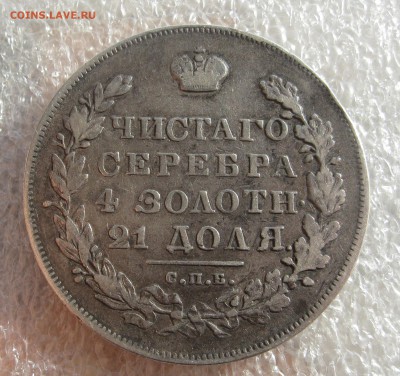 COINS.LAVE.RU
ЧИСТАГО
СЕРЕБРА
4 ЗОЛОТН.
21 ДОЛЯ.
С.П.Б.